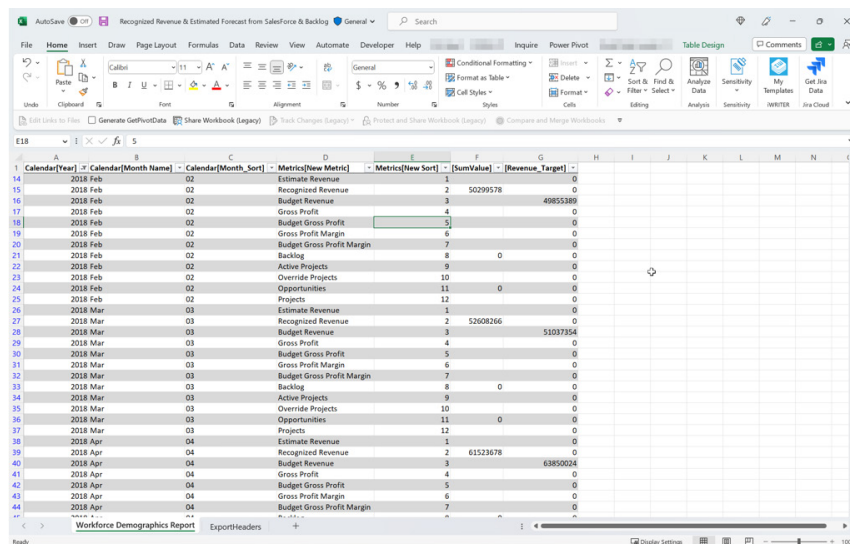 AutoSave Off Recognized Revenue & Estimated Forecast from SalesForce & Backlog General Search
File Home Insert Draw Page Layout Formulas Data Review View Automate Developer Help Inquire Power Pivot Table Design Comments
Calibri 11 General Conditional Formatting Insert
Paste Format as Table Delete Sort & Filter Find & Select Analyze Data Sensitivity My Templates Get Jira Data
Cell Styles Format
Undo Clipboard Font Alignment Number Styles Cells Editing Analysis Sensitivity iWRITER Jira Cloud
Edit Links to Files Generate GetPivotData Share Workbook (Legacy) Track Changes (Legacy) Protect and Share Workbook (Legacy) Compare and Merge Workbooks
E18 fx 5
A B C D E F G H I J K L M N
1 Calendar[Year] Calendar[Month Name] Calendar[Month_Sort] Metrics[New Metric] Metrics[New Sort] [SumValue] [Revenue_Target]
14 2018 Feb 02 Estimate Revenue 1 0
15 2018 Feb 02 Recognized Revenue 2 50299578 0
16 2018 Feb 02 Budget Revenue 3 49855389
17 2018 Feb 02 Gross Profit 4 0
18 2018 Feb 02 Budget Gross Profit 5 0
19 2018 Feb 02 Gross Profit Margin 6 0
20 2018 Feb 02 Budget Gross Profit Margin 7 0
21 2018 Feb 02 Backlog 8 0 0
22 2018 Feb 02 Active Projects 9 0
23 2018 Feb 02 Override Projects 10 0
24 2018 Feb 02 Opportunities 11 0 0
25 2018 Feb 02 Projects 12 0
26 2018 Mar 03 Estimate Revenue 1 0
27 2018 Mar 03 Recognized Revenue 2 52608266 0
28 2018 Mar 03 Budget Revenue 3 51037354
29 2018 Mar 03 Gross Profit 4 0
30 2018 Mar 03 Budget Gross Profit 5 0
31 2018 Mar 03 Gross Profit Margin 6 0
32 2018 Mar 03 Budget Gross Profit Margin 7 0
33 2018 Mar 03 Backlog 8 0 0
34 2018 Mar 03 Active Projects 9 0
35 2018 Mar 03 Override Projects 10 0
36 2018 Mar 03 Opportunities 11 0 0
37 2018 Mar 03 Projects 12 0
38 2018 Apr 04 Estimate Revenue 1 0
39 2018 Apr 04 Recognized Revenue 2 61523678 0
40 2018 Apr 04 Budget Revenue 3 63850024
41 2018 Apr 04 Gross Profit 4 0
42 2018 Apr 04 Budget Gross Profit 5 0
43 2018 Apr 04 Gross Profit Margin 6 0
44 2018 Apr 04 Budget Gross Profit Margin 7 0
Workforce Demographics Report ExportHeaders
Ready Display Settings 100